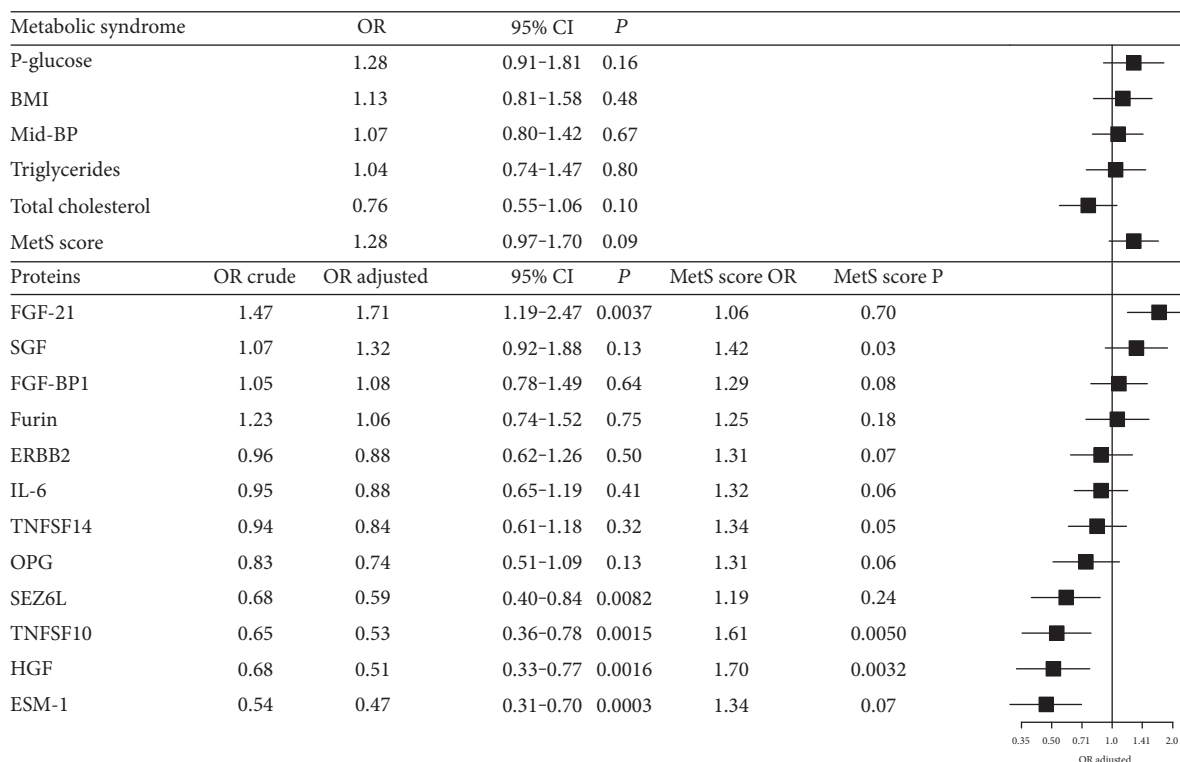 Metabolic syndrome OR 95% CI P
P-glucose 1.28 0.91–1.81 0.16
BMI 1.13 0.81–1.58 0.48
Mid-BP 1.07 0.80–1.42 0.67
Triglycerides 1.04 0.74–1.47 0.80
Total cholesterol 0.76 0.55–1.06 0.10
MetS score 1.28 0.97–1.70 0.09
Proteins OR crude OR adjusted 95% CI P MetS score OR MetS score P
FGF-21 1.47 1.71 1.19–2.47 0.0037 1.06 0.70
SGF 1.07 1.32 0.92–1.88 0.13 1.42 0.03
FGF-BP1 1.05 1.08 0.78–1.49 0.64 1.29 0.08
Furin 1.23 1.06 0.74–1.52 0.75 1.25 0.18
ERBB2 0.96 0.88 0.62–1.26 0.50 1.31 0.07
IL-6 0.95 0.88 0.65–1.19 0.41 1.32 0.06
TNFSF14 0.94 0.84 0.61–1.18 0.32 1.34 0.05
OPG 0.83 0.74 0.51–1.09 0.13 1.31 0.06
SEZ6L 0.68 0.59 0.40–0.84 0.0082 1.19 0.24
TNFSF10 0.65 0.53 0.36–0.78 0.0015 1.61 0.0050
HGF 0.68 0.51 0.33–0.77 0.0016 1.70 0.0032
ESM-1 0.54 0.47 0.31–0.70 0.0003 1.34 0.07
0.35 0.50 0.71 1.0 1.41 2.0
OR adjusted